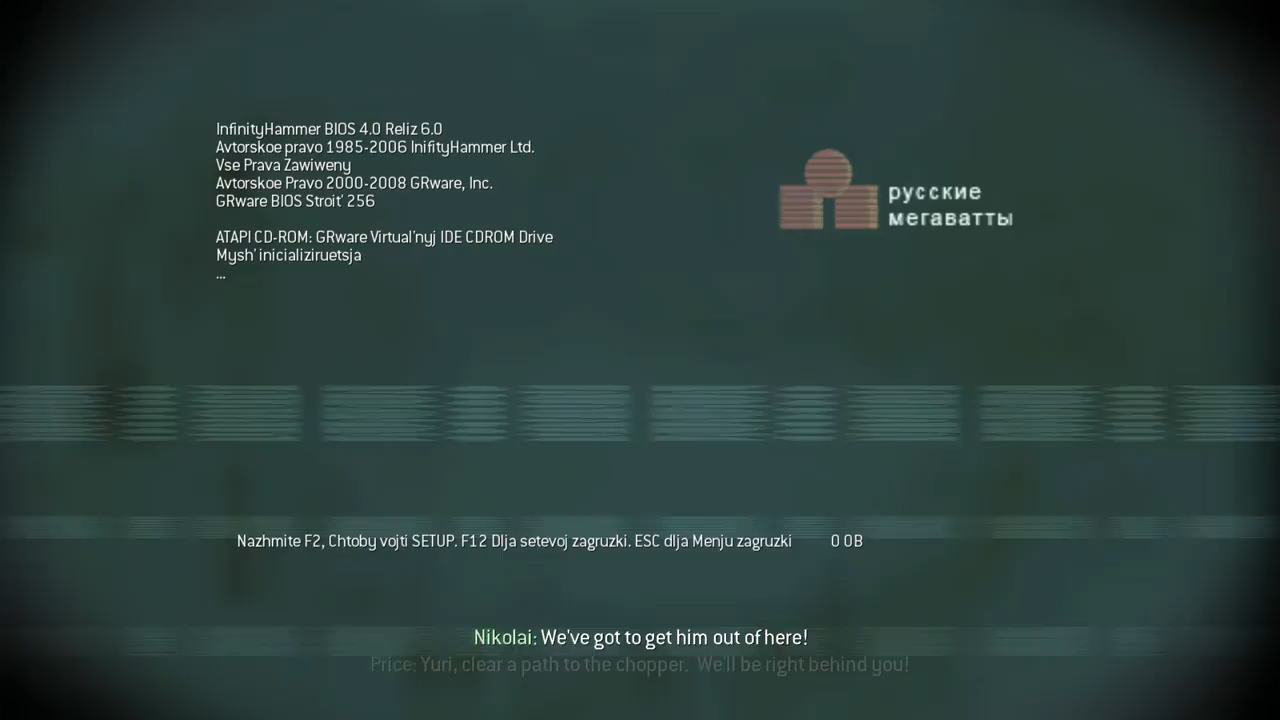 InfinityHammer BIOS 4.0 Reliz 6.0
Avtorskoe pravo 1985-2006 InifityHammer Ltd.
Vse Prava Zawiweny
Avtorskoe Pravo 2000-2008 GRware, Inc.
GRware BIOS Stroit' 256
ATAPI CD-ROM: GRware Virtual'nyj IDE CDROM Drive
Mysh' inicializiruetsja
...
русские
мегаватты
Nazhmite F2, Chtoby vojti SETUP. F12 Dlja setevoj zagruzki. ESC dlja Menju zagruzki 0 0B
Nikolai: We've got to get him out of here!
Price: Yuri, clear a path to the chopper. We'll be right behind you!